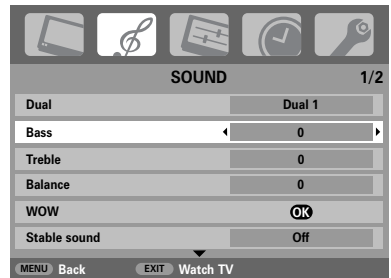 SOUND 1/2
Dual Dual 1
Bass 0
Treble 0
Balance 0
WOW OK
Stable sound Off
MENU Back EXIT Watch TV